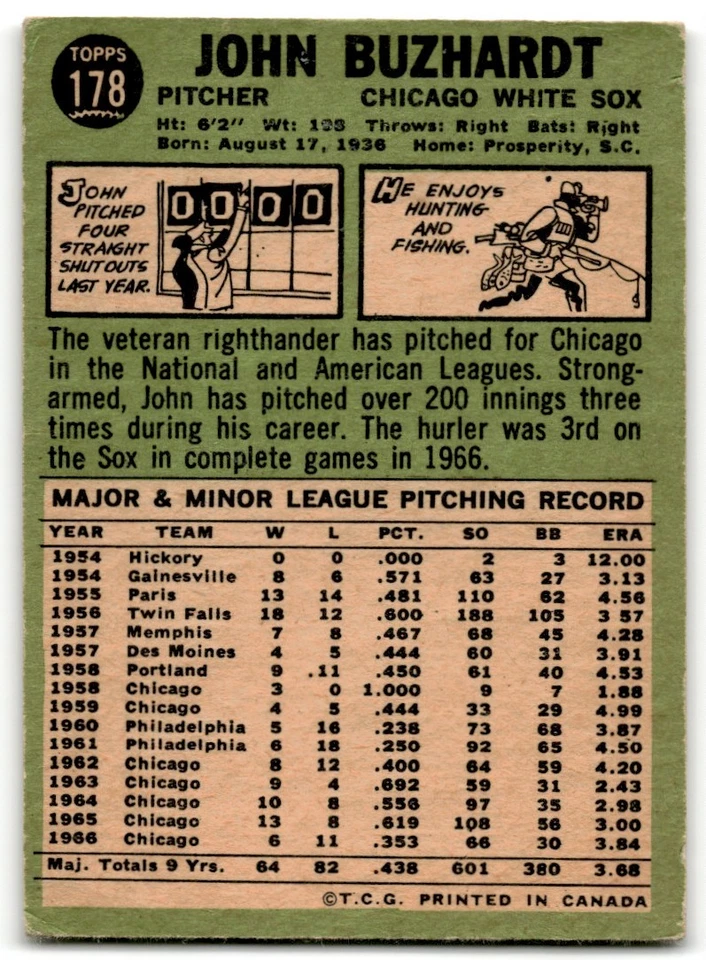 TOPPS
178
JOHN BUZHARDT
PITCHER CHICAGO WHITE SOX
Ht: 6'2" Wt: Throws: Right Bats: Right
Born: August 17, 1936 Home: Prosperity, S.C.
JOHN
PITCHED
FOUR
STRAIGHT
SHUTOUTS
LAST YEAR.
0 0 0 0
HE ENJOYS
HUNTING
AND
FISHING.
The veteran righthander has pitched for Chicago
in the National and American Leagues. Strong-
armed, John has pitched over 200 innings three
times during his career. The hurler was 3rd on
the Sox in complete games in 1966.
MAJOR & MINOR LEAGUE PITCHING RECORD
YEAR TEAM W L PCT. SO BB ERA
1954 Hickory 0 0 .000 2 3 12.00
1954 Gainesville 8 6 .571 63 27 3.13
1955 Paris 13 14 .481 110 62 4.56
1956 Twin Falls 18 12 .600 188 105 3 57
1957 Memphis 7 8 .467 68 45 4.28
1957 Des Moines 4 5 .444 60 31 3.91
1958 Portland 9 .11 .450 61 40 4.53
1958 Chicago 3 0 1.000 9 7 1.88
1959 Chicago 4 5 .444 33 29 4.99
1960 Philadelphia 5 16 .238 73 68 3.87
1961 Philadelphia 6 18 .250 92 65 4.50
1962 Chicago 8 12 .400 64 59 4.20
1963 Chicago 9 4 .692 59 31 2.43
1964 Chicago 10 8 .556 97 35 2.98
1965 Chicago 13 8 .619 108 56 3.00
1966 Chicago 6 11 .353 66 30 3.84
Maj. Totals 9 Yrs. 64 82 .438 601 380 3.68
©T.C.G. PRINTED IN CANADA